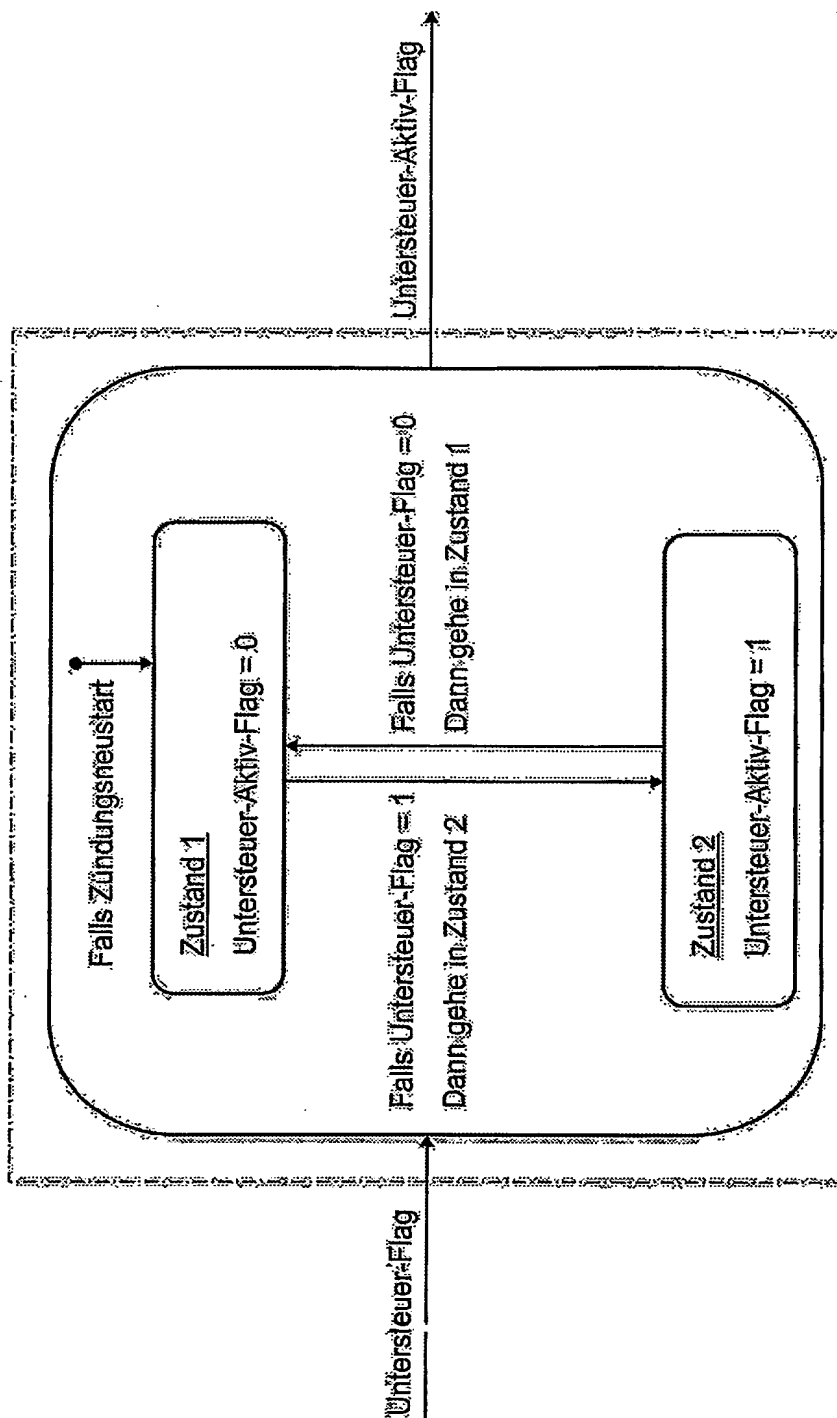 Untersteuer-Flag
Falls Zündungsneustart
Zustand 1
Untersteuer-Aktiv-Flag = 0
Falls Untersteuer-Flag = 1
Dann gehe in Zustand 2
Falls Untersteuer-Flag = 0
Dann gehe in Zustand 1
Zustand 2
Untersteuer-Aktiv-Flag = 1
Untersteuer-Aktiv-Flag